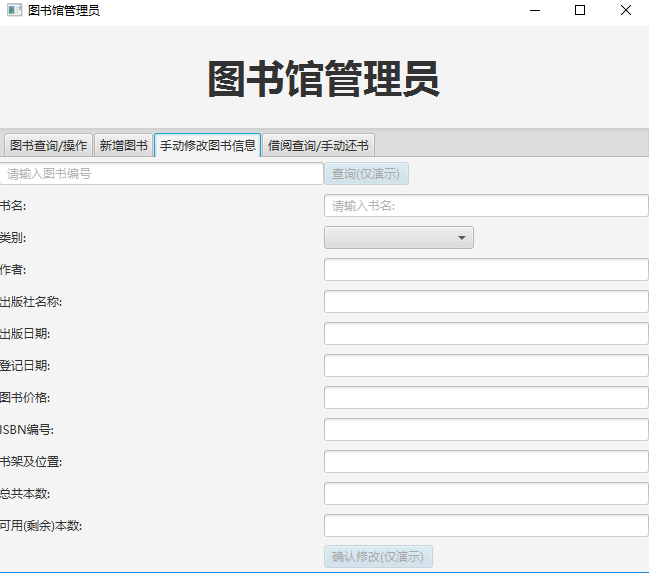 图书馆管理员
图书馆管理员
图书查询/操作 新增图书 手动修改图书信息 借阅查询/手动还书
请输入图书编号 查询(仅演示)
书名: 请输入书名:
类别:
作者:
出版社名称:
出版日期:
登记日期:
图书价格:
ISBN编号:
书架及位置:
总共本数:
可用(剩余)本数:
确认修改(仅演示)